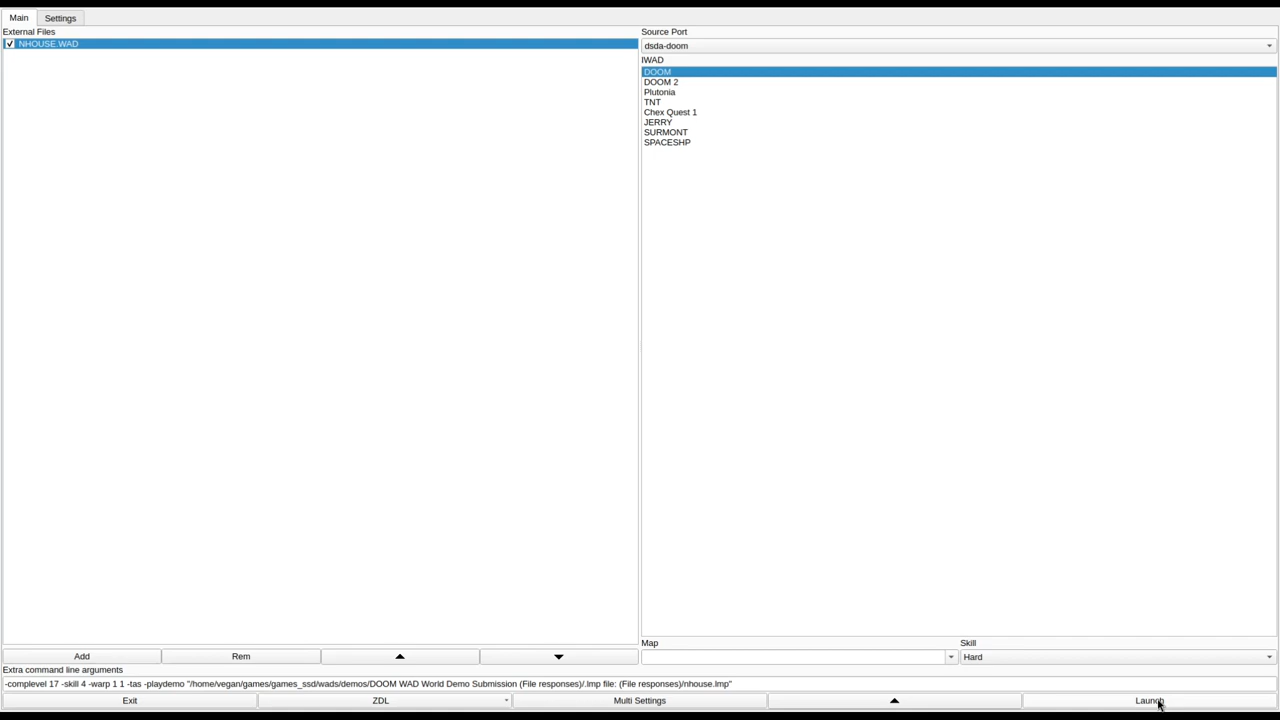 Main Settings
External Files
NHOUSE.WAD
Source Port
dsda-doom
IWAD
DOOM
DOOM 2
Plutonia
TNT
Chex Quest 1
JERRY
SURMONT
SPACESHP
Map
Skill
Hard
Add Rem
Extra command line arguments
-complevel 17 -skill 4 -warp 1 1 -tas -playdemo "/home/vegan/games/games_ssd/wads/demos/DOOM WAD World Demo Submission (File responses)/.lmp file: (File responses)/nhouse.lmp"
Exit ZDL Multi Settings Launch